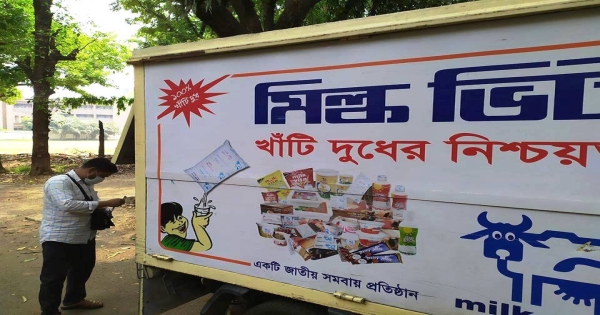 ১০০%
খাঁটি দুধ
মিল্ক ভিট
খাঁটি দুধের নিশ্চয়
একটি জাতীয় সমবায় প্রতিষ্ঠান
milk